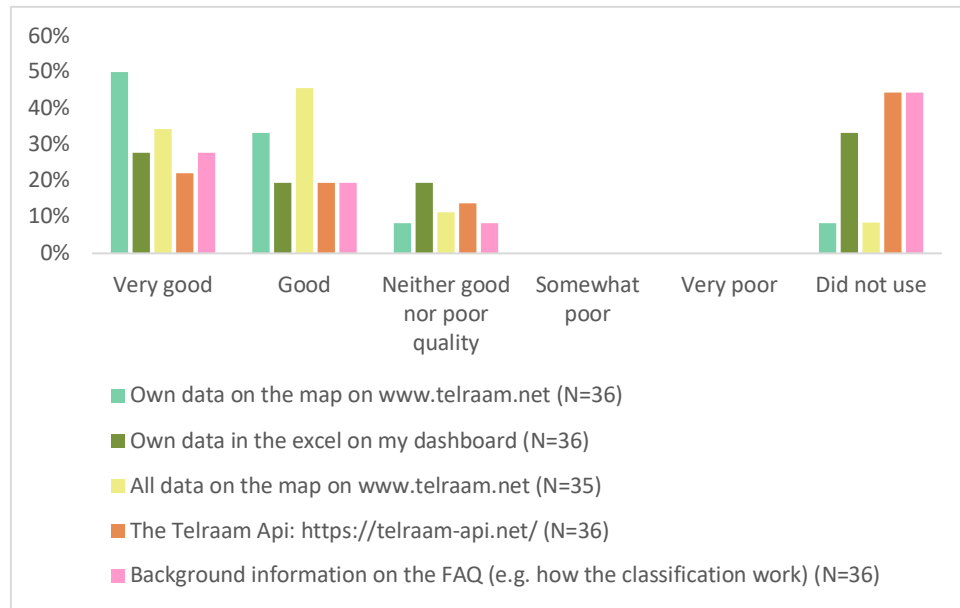 60%
50%
40%
30%
20%
10%
0%
Very good
Good
Neither good
nor poor
quality
Somewhat
poor
Very poor
Did not use
Own data on the map on www.telraam.net (N=36)
Own data in the excel on my dashboard (N=36)
All data on the map on www.telraam.net (N=35)
The Telraam Api: https://telraam-api.net/ (N=36)
Background information on the FAQ (e.g. how the classification work) (N=36)